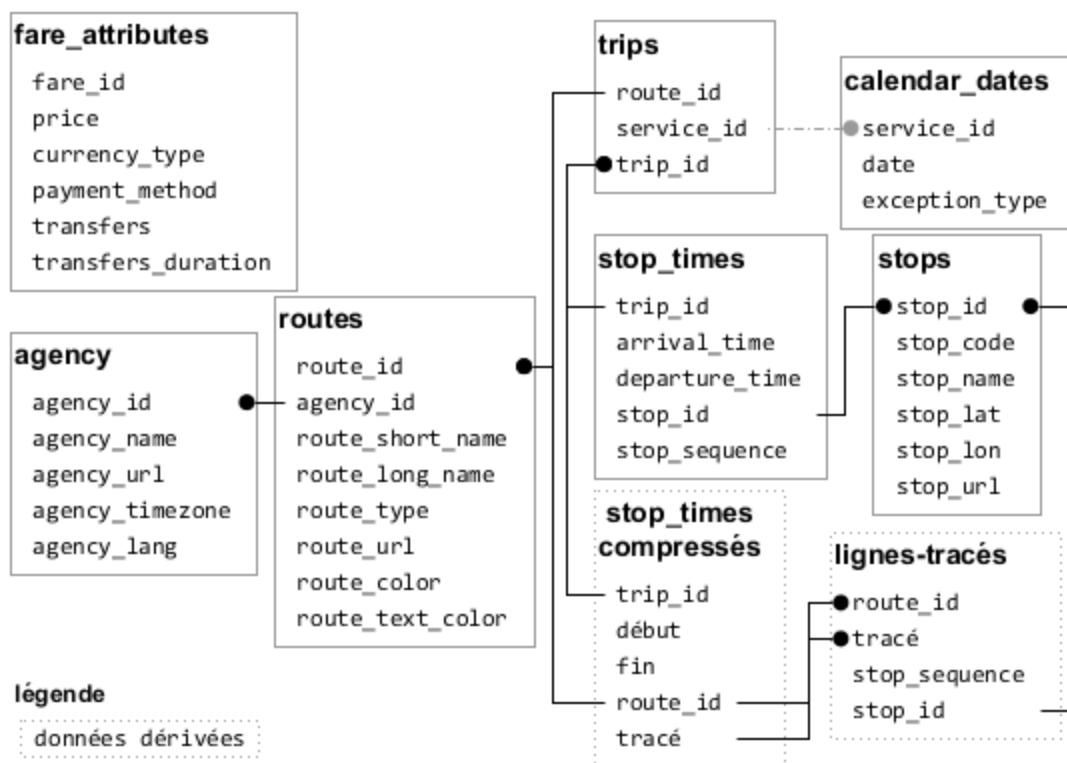 fare_attributes
fare_id
price
currency_type
payment_method
transfers
transfers_duration
agency
agency_id
agency_name
agency_url
agency_timezone
agency_lang
routes
route_id
agency_id
route_short_name
route_long_name
route_type
route_url
route_color
route_text_color
trips
route_id
service_id
trip_id
calendar_dates
service_id
date
exception_type
stop_times
trip_id
arrival_time
departure_time
stop_id
stop_sequence
stops
stop_id
stop_code
stop_name
stop_lat
stop_lon
stop_url
stop_times
compressés
trip_id
début
fin
route_id
tracé
lignes-tracés
route_id
tracé
stop_sequence
stop_id
légende
données dérivées